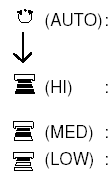 (AUTO):
(HI) :
(MED) :
(LOW) :